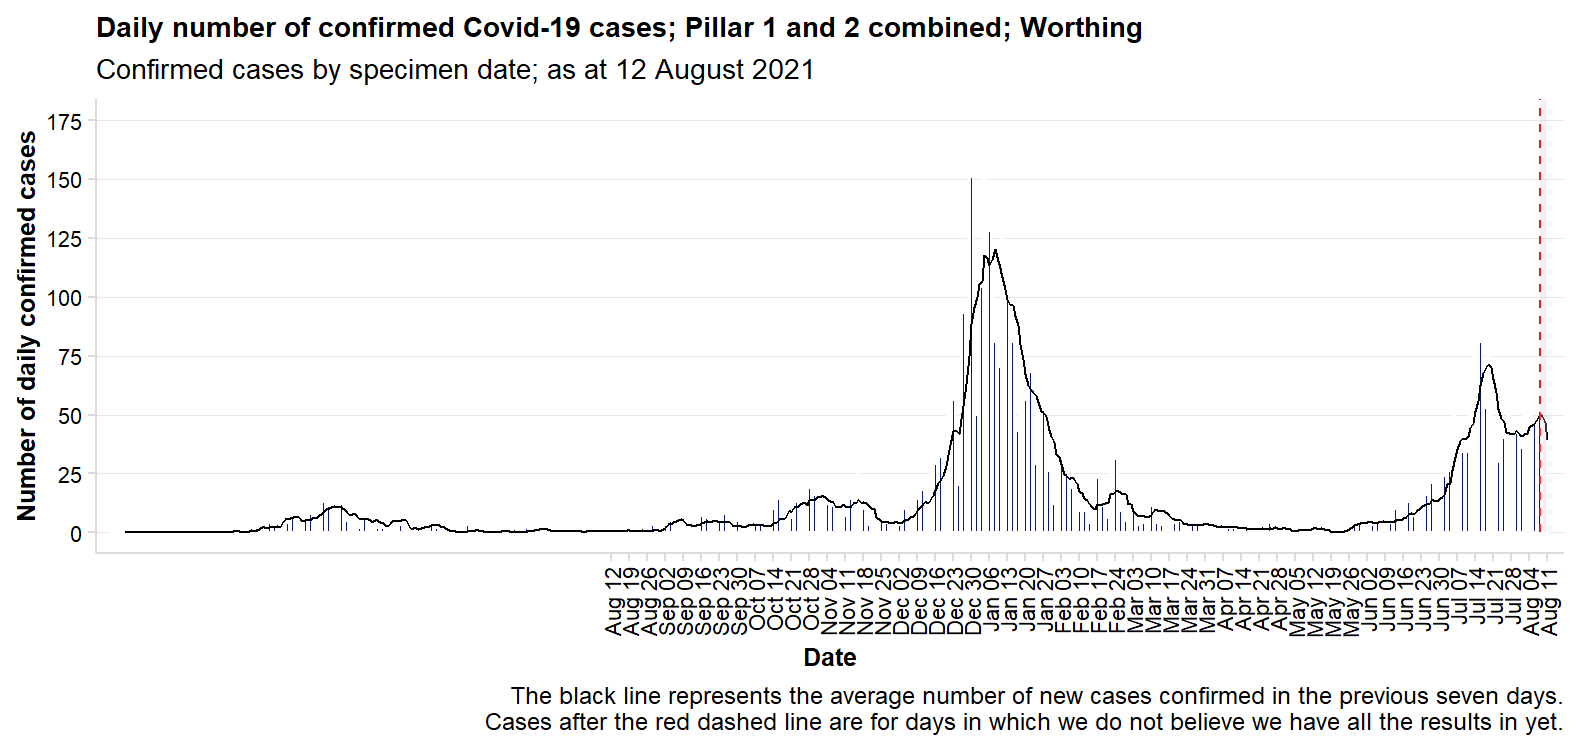 Daily number of confirmed Covid-19 cases; Pillar 1 and 2 combined; Worthing
Confirmed cases by specimen date; as at 12 August 2021
Number of daily confirmed cases
175
150
125
100
75
50
25
0
Aug 12
Aug 19
Aug 26
Sep 02
Sep 09
Sep 16
Sep 23
Sep 30
Oct 07
Oct 14
Oct 21
Oct 28
Nov 04
Nov 11
Nov 18
Nov 25
Dec 02
Dec 09
Dec 16
Dec 23
Dec 30
Jan 06
Jan 13
Jan 20
Jan 27
Feb 03
Feb 10
Feb 17
Feb 24
Mar 03
Mar 10
Mar 17
Mar 24
Mar 31
Apr 07
Apr 14
Apr 21
Apr 28
May 05
May 12
May 19
May 26
Jun 02
Jun 09
Jun 16
Jun 23
Jun 30
Jul 07
Jul 14
Jul 21
Jul 28
Aug 04
Aug 11
Date
The black line represents the average number of new cases confirmed in the previous seven days.
Cases after the red dashed line are for days in which we do not believe we have all the results in yet.